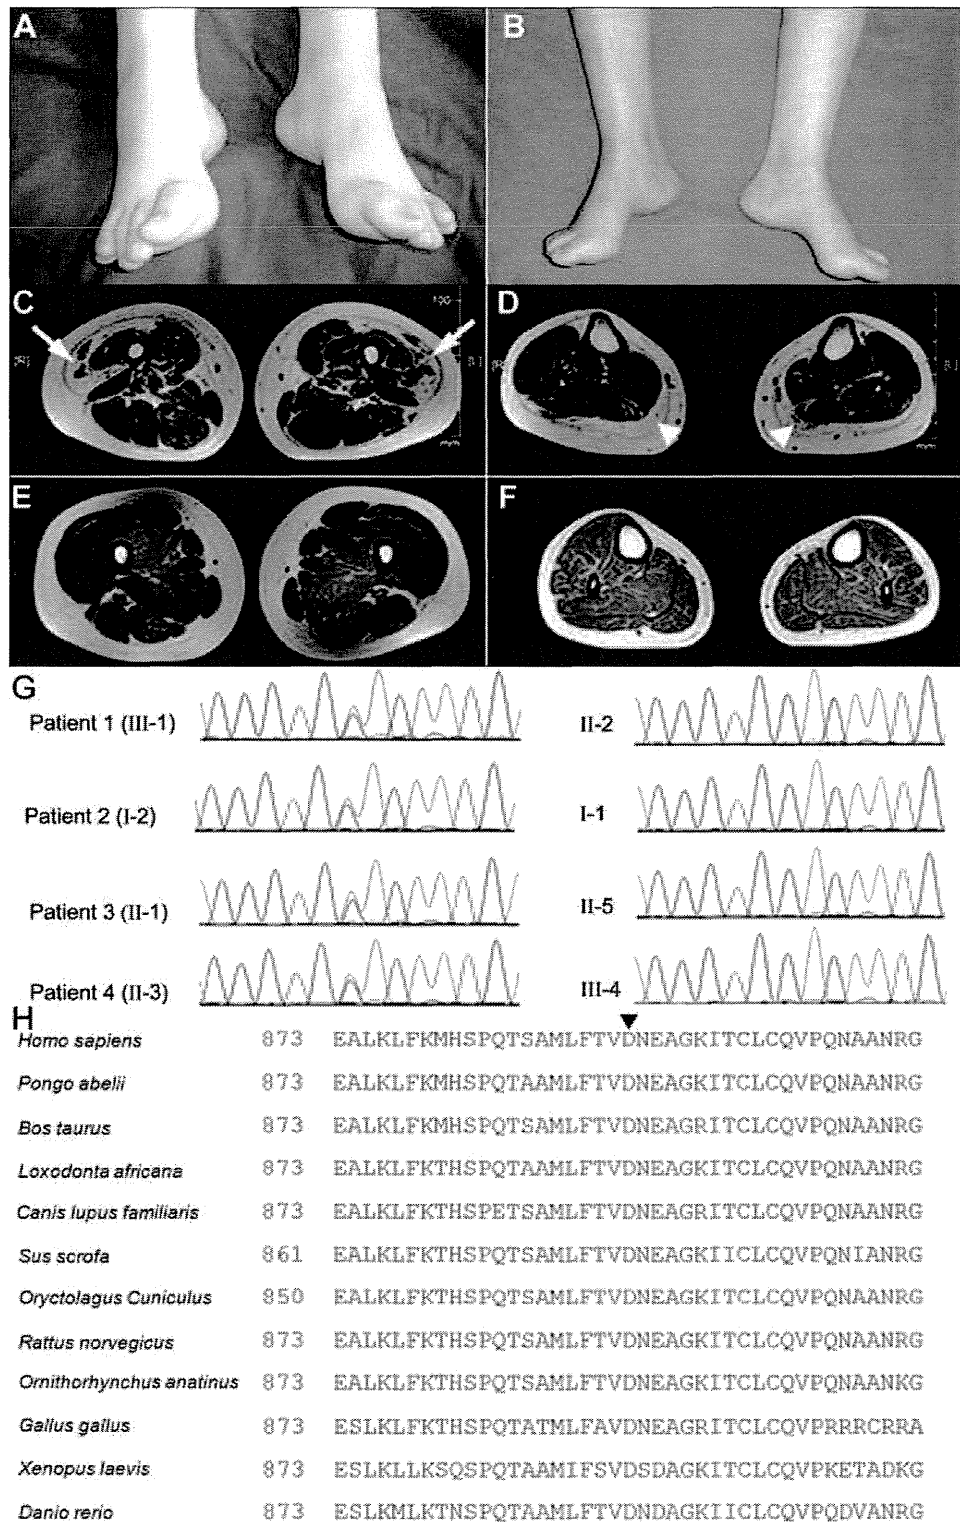 A
B
C
D
[R]
[L]
[L]
E
F
G
Patient 1 (III-1)
II-2
Patient 2 (I-2)
I-1
Patient 3 (II-1)
II-5
Patient 4 (II-3)
III-4
H
Homo sapiens 873 EALKLFKMHSPQTSAMLFTVDNEAGKITCLCQVPQNAANRG
Pongo abelii 873 EALKLFKMHSPQTAAMLFTVDNEAGKITCLCQVPQNAANRG
Bos taurus 873 EALKLFKMHSPQTSAMLFTVDNEAGRITCLCQVPQNAANRG
Loxodonta africana 873 EALKLFKTHSPQTAAMLFTVDNEAGKITCLCQVPQNAANRG
Canis lupus familiaris 873 EALKLFKTHSPETSAMLFTVDNEAGRITCLCQVPQNAANRG
Sus scrofa 861 EALKLFKTHSPQTSAMLFTVDNEAGKIICLCQVPQNIANRG
Oryctolagus Cuniculus 850 EALKLFKTHSPQTSAMLFTVDNEAGKITCLCQVPQNAANRG
Rattus norvegicus 873 EALKLFKTHSPQTSAMLFTVDNEAGKITCLCQVPQNAANRG
Ornithorhynchus anatinus 873 EALKLFKTHSPQTSAMLFTVDNEAGKITCLCQVPQNAANKG
Gallus gallus 873 ESLKLFKTHSPQTATMLFAVDNEAGRITCLCQVPRRRCRRA
Xenopus laevis 873 ESLKLLKSQSPQTAAMIFSVDSDAGKITCLCQVPKETADKG
Danio rerio 873 ESLKMLKTNSPQTAAMLFTVDNDAGKIICLCQVPQDVANRG